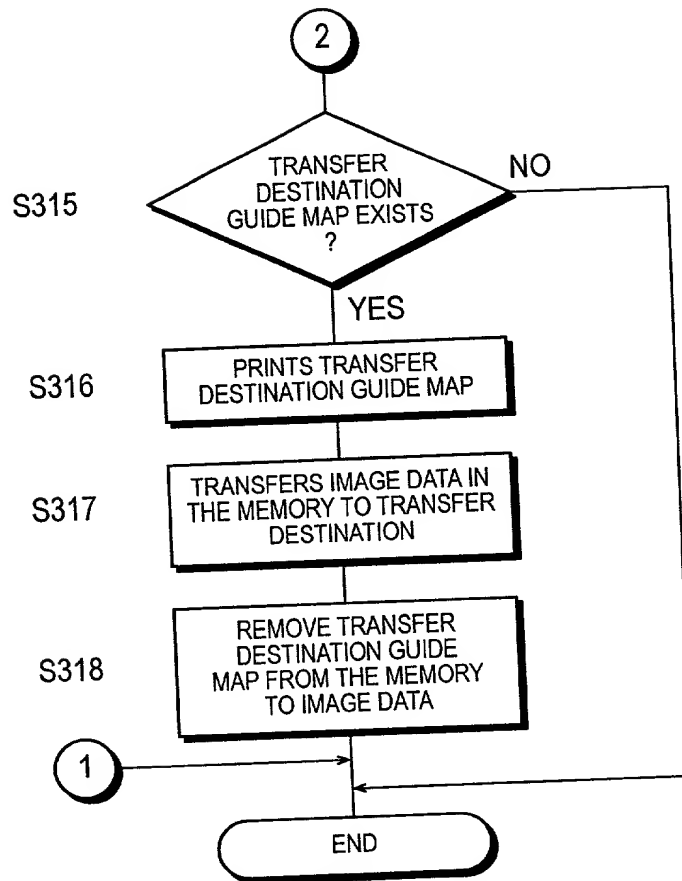 2
S315
TRANSFER
DESTINATION
GUIDE MAP EXISTS
?
NO
YES
S316
PRINTS TRANSFER
DESTINATION GUIDE MAP
S317
TRANSFERS IMAGE DATA IN
THE MEMORY TO TRANSFER
DESTINATION
S318
REMOVE TRANSFER
DESTINATION GUIDE
MAP FROM THE MEMORY
TO IMAGE DATA
1
END